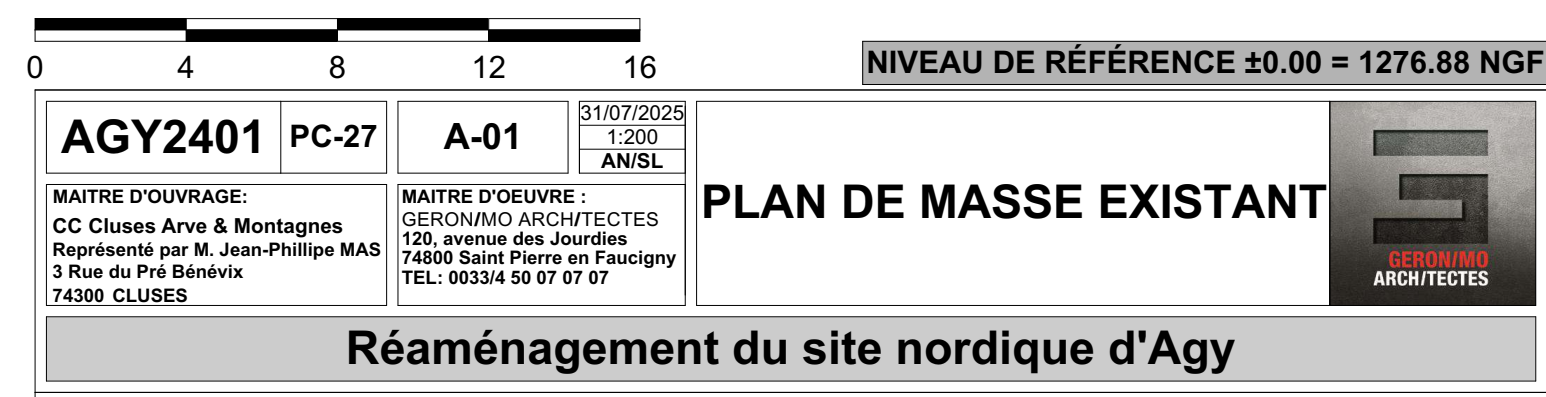 0 4 8 12 16
NIVEAU DE RÉFÉRENCE ±0.00 = 1276.88 NGF
AGY2401
PC-27
A-01
31/07/2025
1:200
AN/SL
MAITRE D'OUVRAGE:
CC Cluses Arve & Montagnes
Représenté par M. Jean-Phillipe MAS
3 Rue du Pré Bénévix
74300 CLUSES
MAITRE D'OEUVRE :
GERON/MO ARCH/TECTES
120, avenue des Jourdies
74800 Saint Pierre en Faucigny
TEL: 0033/4 50 07 07 07
PLAN DE MASSE EXISTANT
GERON/MO
ARCH/TECTES
Réaménagement du site nordique d'Agy